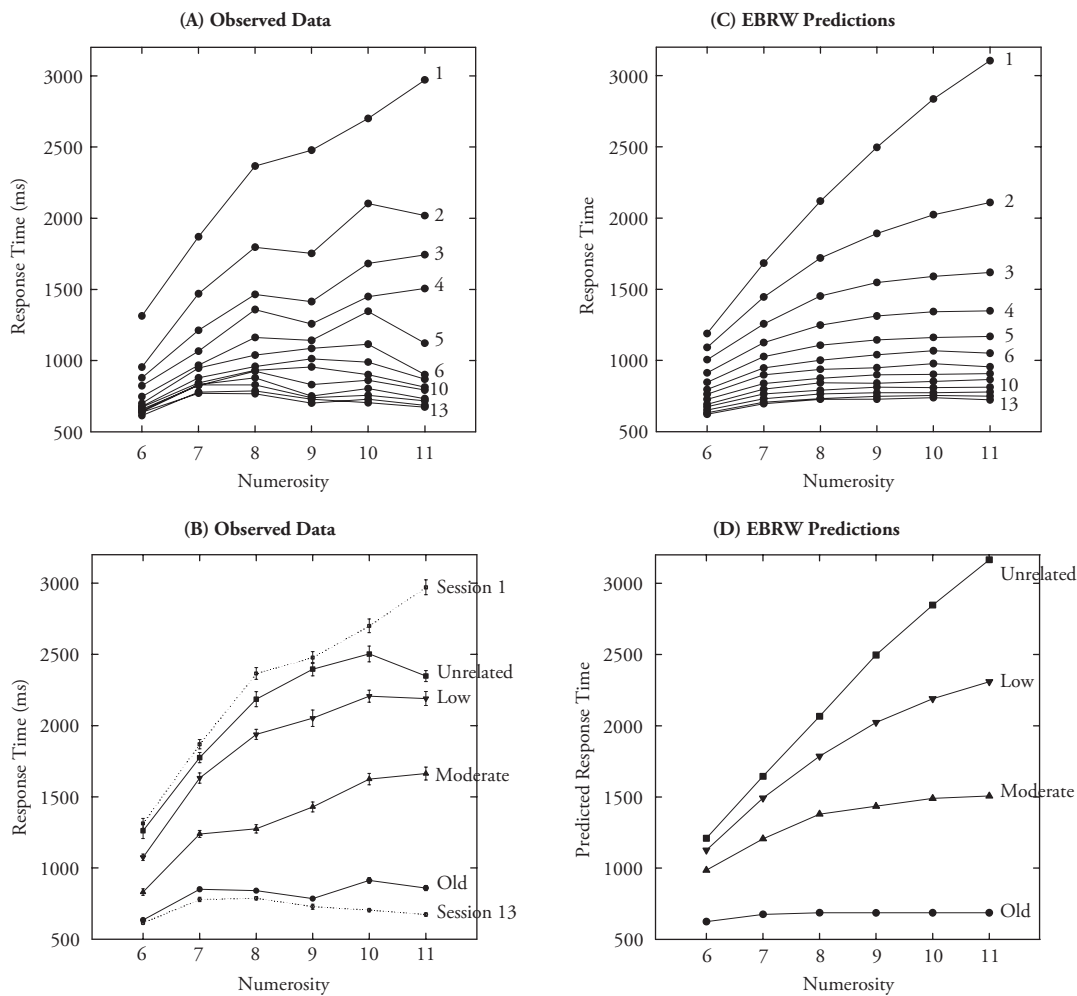 (A) Observed Data
3000
2500
2000
1500
1000
500
Response Time (ms)
1
2
3
4
5
6
10
13
6 7 8 9 10 11
Numerosity
(C) EBRW Predictions
3000
2500
2000
1500
1000
500
Response Time
1
2
3
4
5
6
10
13
6 7 8 9 10 11
Numerosity
(B) Observed Data
3000
2500
2000
1500
1000
500
Response Time (ms)
Session 1
Unrelated
Low
Moderate
Old
Session 13
6 7 8 9 10 11
Numerosity
(D) EBRW Predictions
3000
2500
2000
1500
1000
500
Predicted Response Time
Unrelated
Low
Moderate
Old
6 7 8 9 10 11
Numerosity